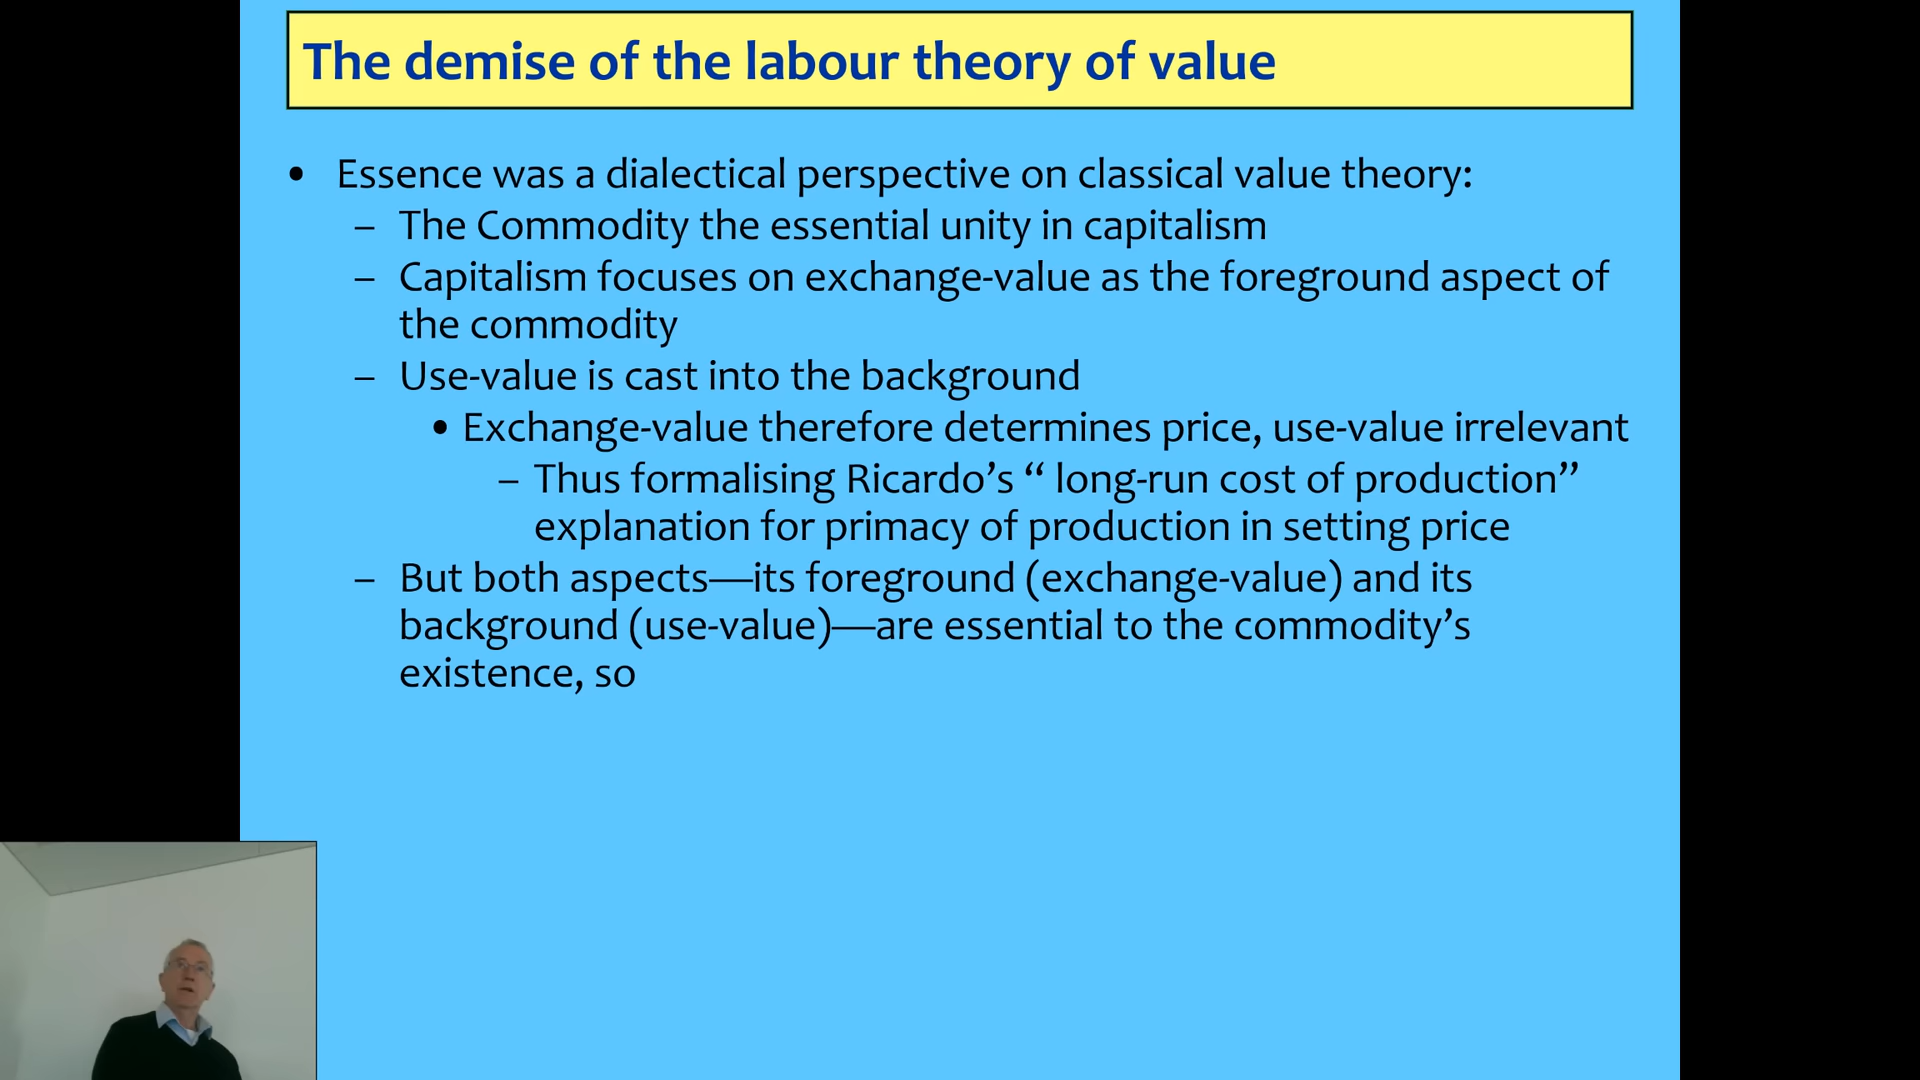 The demise of the labour theory of value
• Essence was a dialectical perspective on classical value theory:
– The Commodity the essential unity in capitalism
– Capitalism focuses on exchange-value as the foreground aspect of
the commodity
– Use-value is cast into the background
• Exchange-value therefore determines price, use-value irrelevant
– Thus formalising Ricardo’s “ long-run cost of production”
explanation for primacy of production in setting price
– But both aspects—its foreground (exchange-value) and its
background (use-value)—are essential to the commodity’s
existence, so